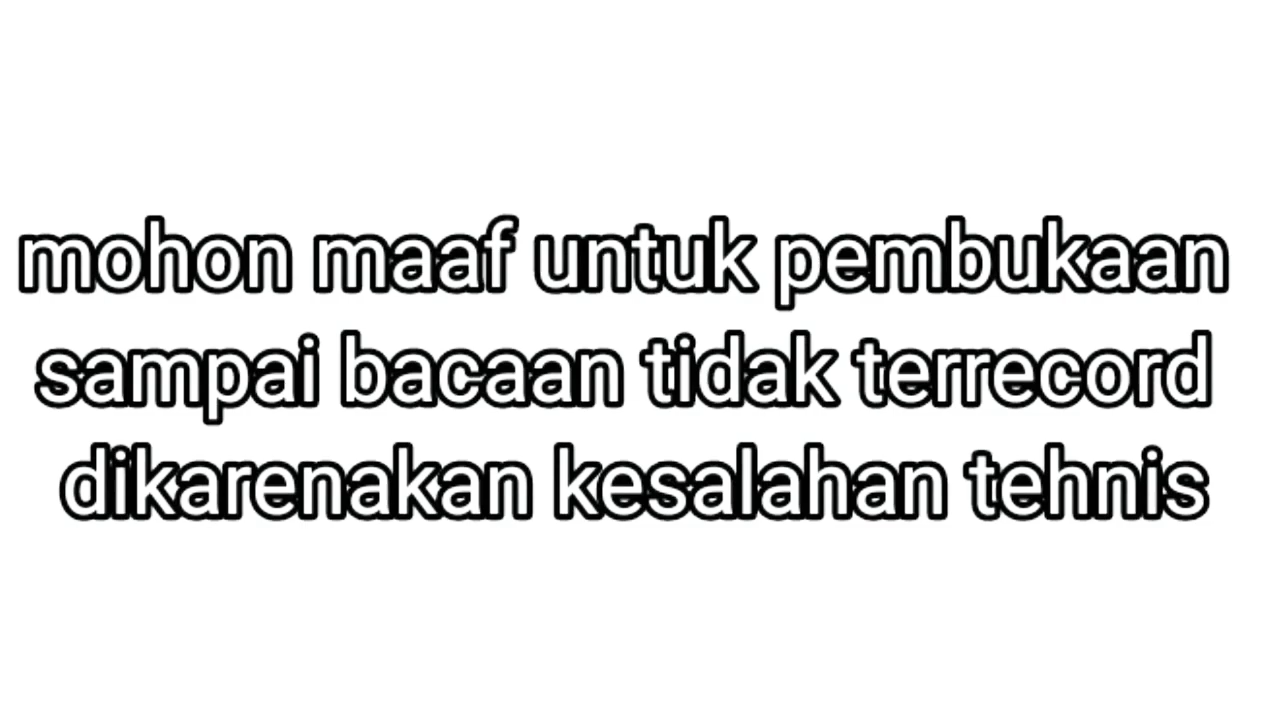 mohon maaf untuk pembukaan
sampai bacaan tidak terrecord
dikarenakan kesalahan tehnis